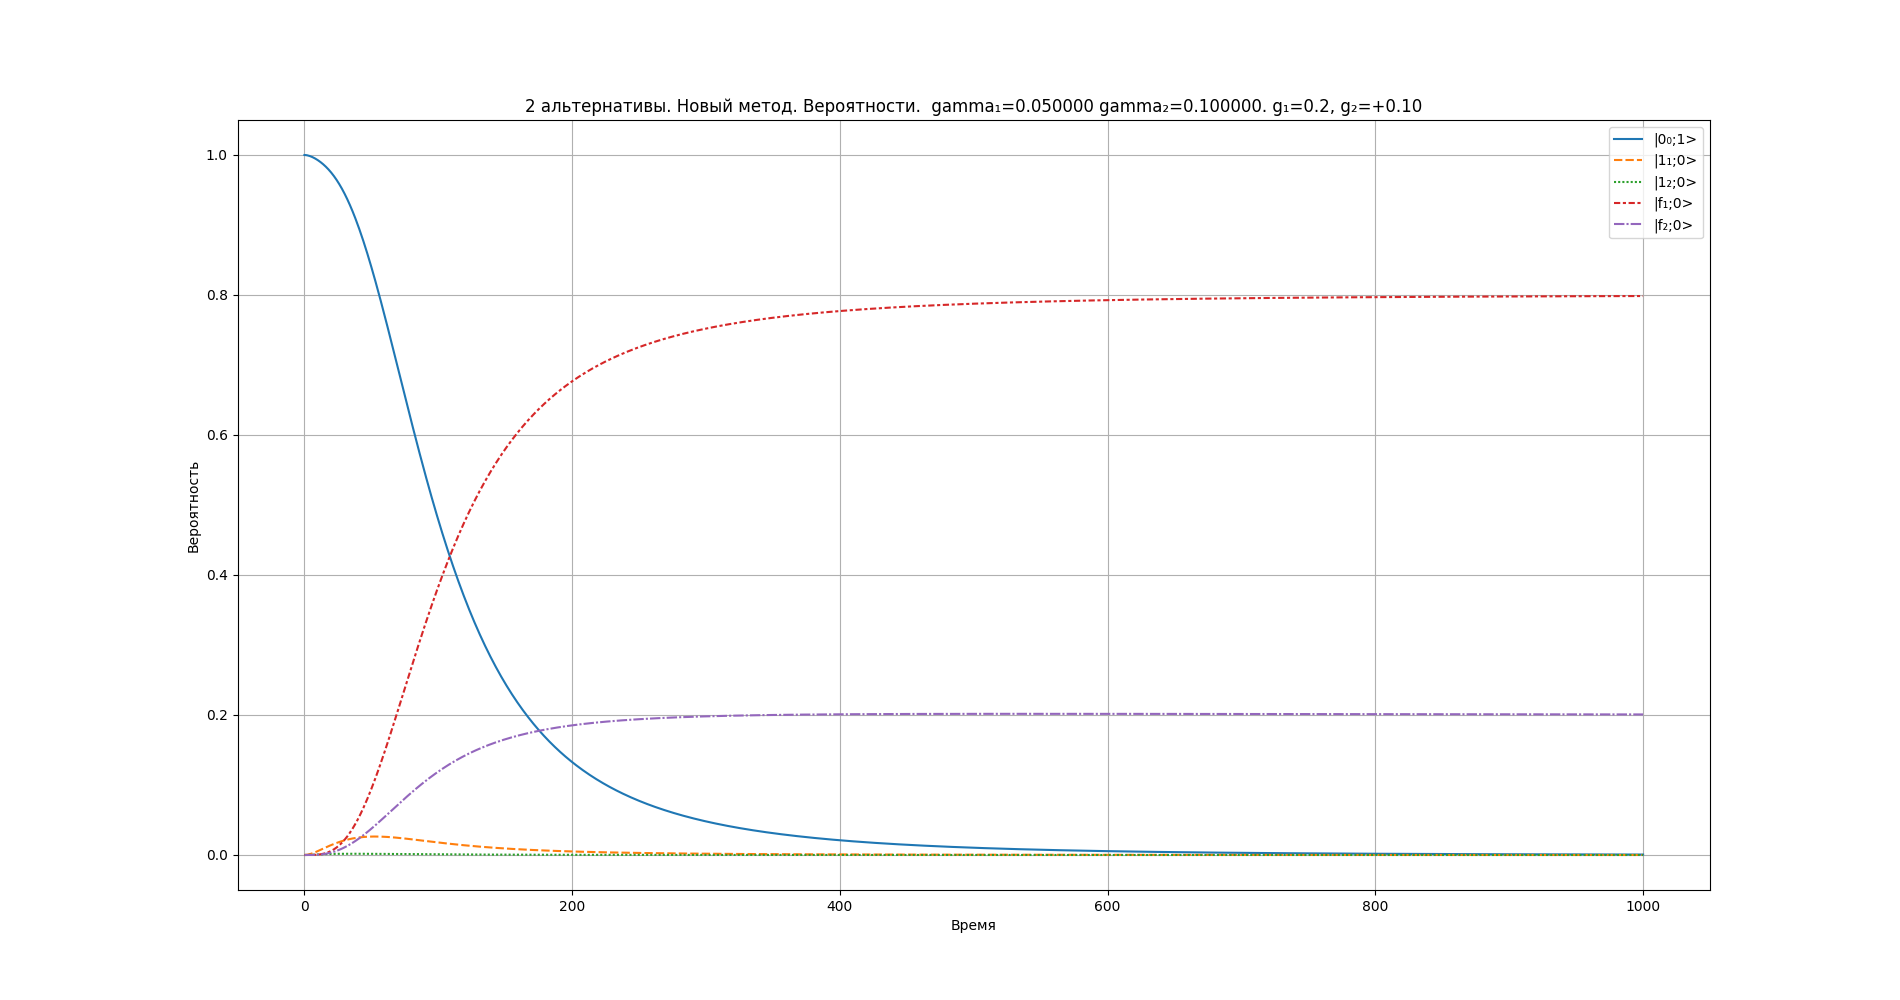 2 альтернативы. Новый метод. Вероятности.  gamma₁=0.050000 gamma₂=0.100000. g₁=0.2, g₂=+0.10
|0₀;1>
|1₁;0>
|1₂;0>
|f₁;0>
|f₂;0>
1.0
0.8
0.6
0.4
0.2
0.0
Вероятность
0 200 400 600 800 1000
Время